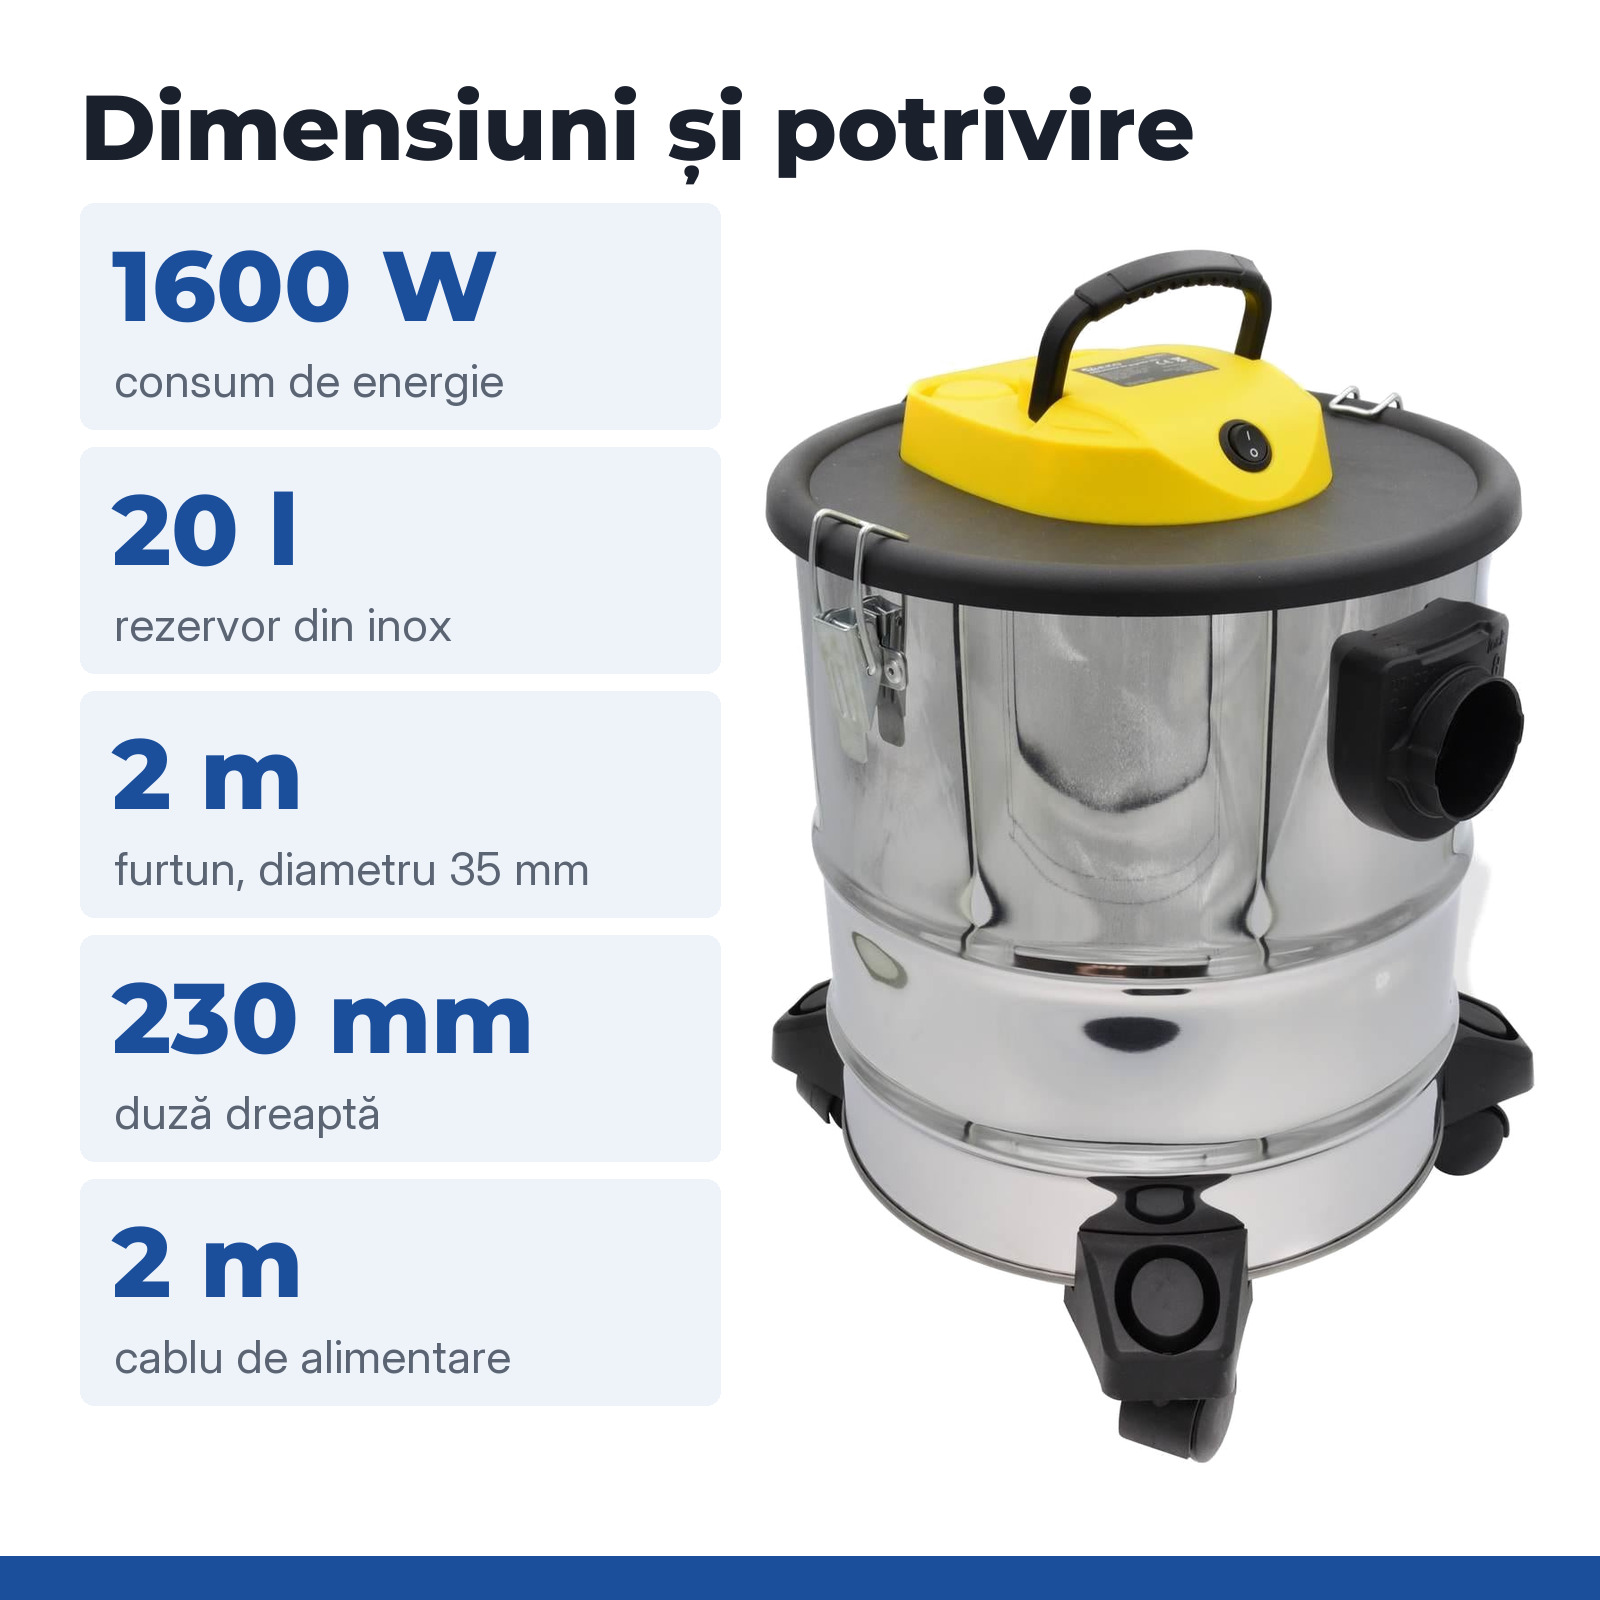 Dimensiuni și potrivire
1600 W
consum de energie
20 l
rezervor din inox
2 m
furtun, diametru 35 mm
230 mm
duză dreaptă
2 m
cablu de alimentare